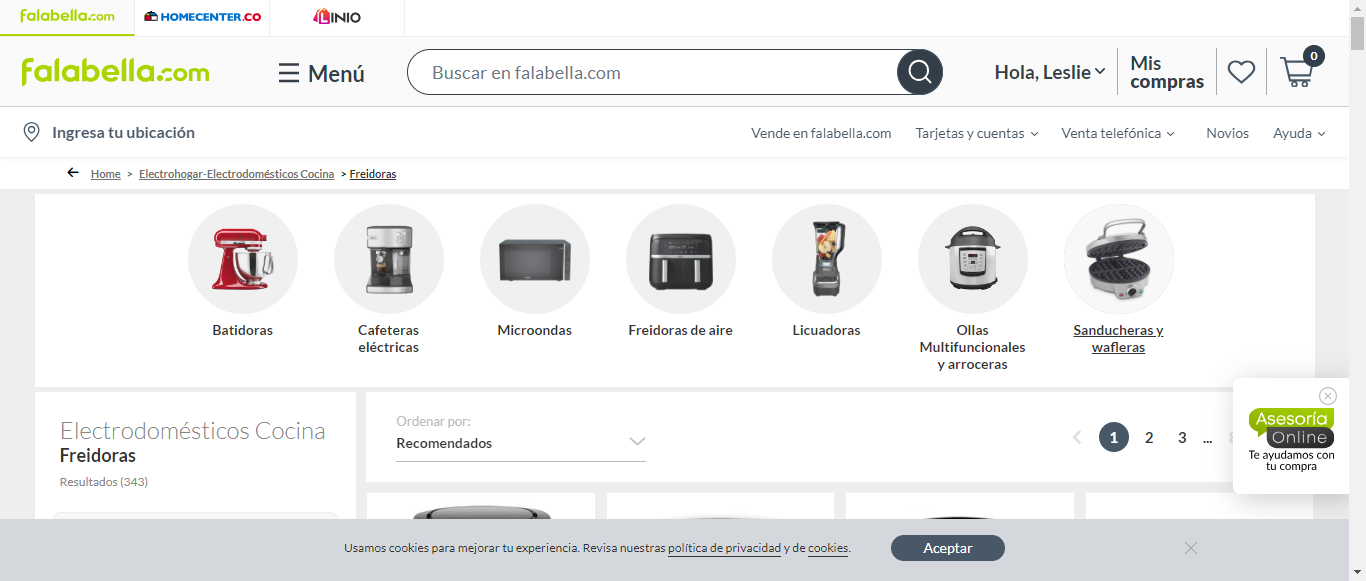 falabella.com
HOMECENTER.CO
LINIO
falabella.com
Menú
Buscar en falabella.com
Hola, Leslie
Mis
compras
0
Ingresa tu ubicación
Vende en falabella.com
Tarjetas y cuentas
Venta telefónica
Novios
Ayuda
Home > Electrohogar-Electrodomésticos Cocina > Freidoras
Batidoras
Cafeteras
eléctricas
Microondas
Freidoras de aire
Licuadoras
Ollas
Multifuncionales
y arroceras
Sanducheras y
wafleras
Electrodomésticos Cocina
Freidoras
Resultados (343)
Ordenar por:
Recomendados
1 2 3 ...
Asesoría
Online
Te ayudamos con
tu compra
Usamos cookies para mejorar tu experiencia. Revisa nuestras política de privacidad y de cookies.
Aceptar